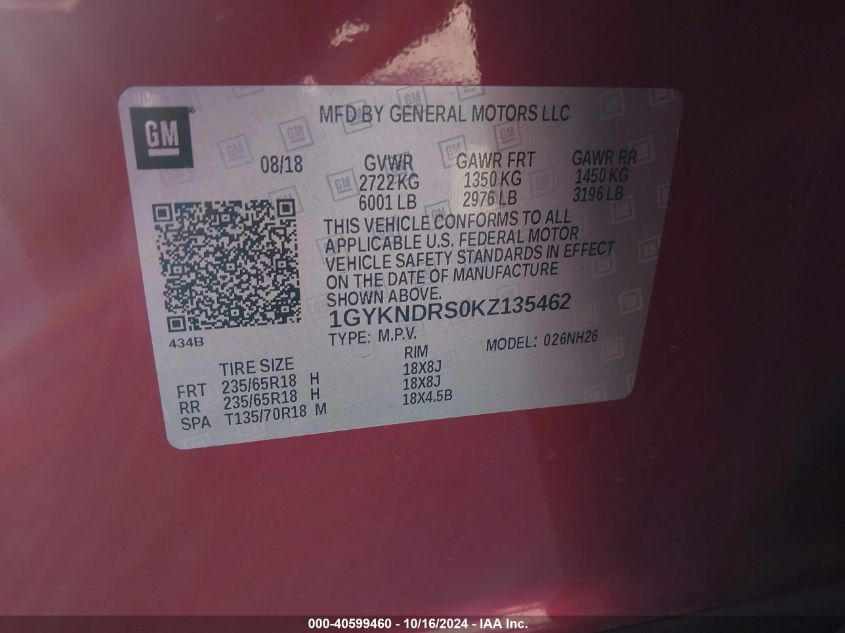 GM
MFD BY GENERAL MOTORS LLC
08/18 GVWR GAWR FRT GAWR RR
2722 KG 1350 KG 1450 KG
6001 LB 2976 LB 3196 LB
THIS VEHICLE CONFORMS TO ALL
APPLICABLE U.S. FEDERAL MOTOR
VEHICLE SAFETY STANDARDS IN EFFECT
ON THE DATE OF MANUFACTURE
SHOWN ABOVE.
1GYKNDRS0KZ135462
434B
TYPE: M.P.V. MODEL: 026NH26
TIRE SIZE RIM
FRT 235/65R18 H 18X8J
RR 235/65R18 H 18X8J
SPA T135/70R18 M 18X4.5B
000-40599460 - 10/16/2024 - IAA Inc.